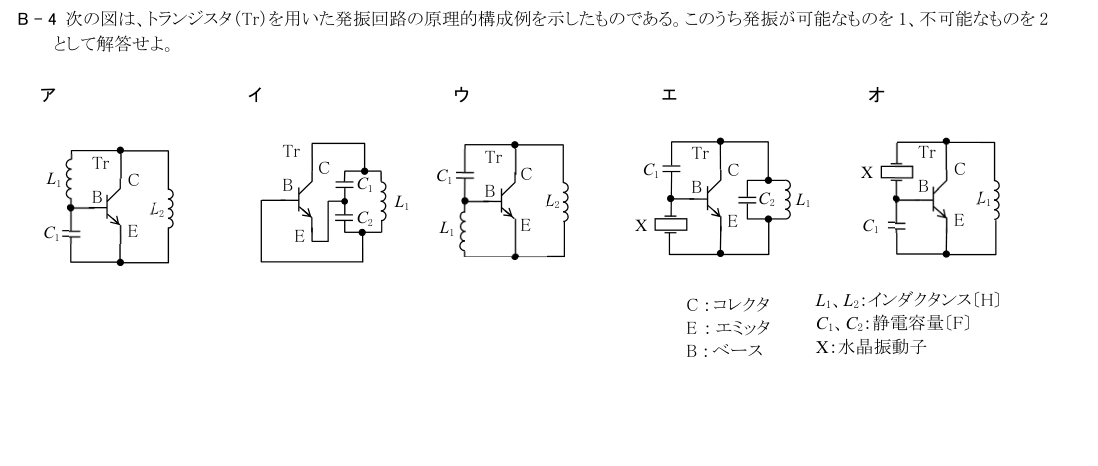 B－4 次の図は、トランジスタ(Tr)を用いた発振回路の原理的構成例を示したものである。このうち発振が可能なものを1、不可能なものを2
として解答せよ。
ア イ ウ エ オ
Tr C B E L1 L2 C1
Tr C B E C1 C2 L1
Tr C B E C1 L1 L2
Tr C B E C1 X C2 L1
Tr C B E X C1 L1
C：コレクタ
E：エミッタ
B：ベース
L1、L2：インダクタンス〔H〕
C1、C2：静電容量〔F〕
X：水晶振動子